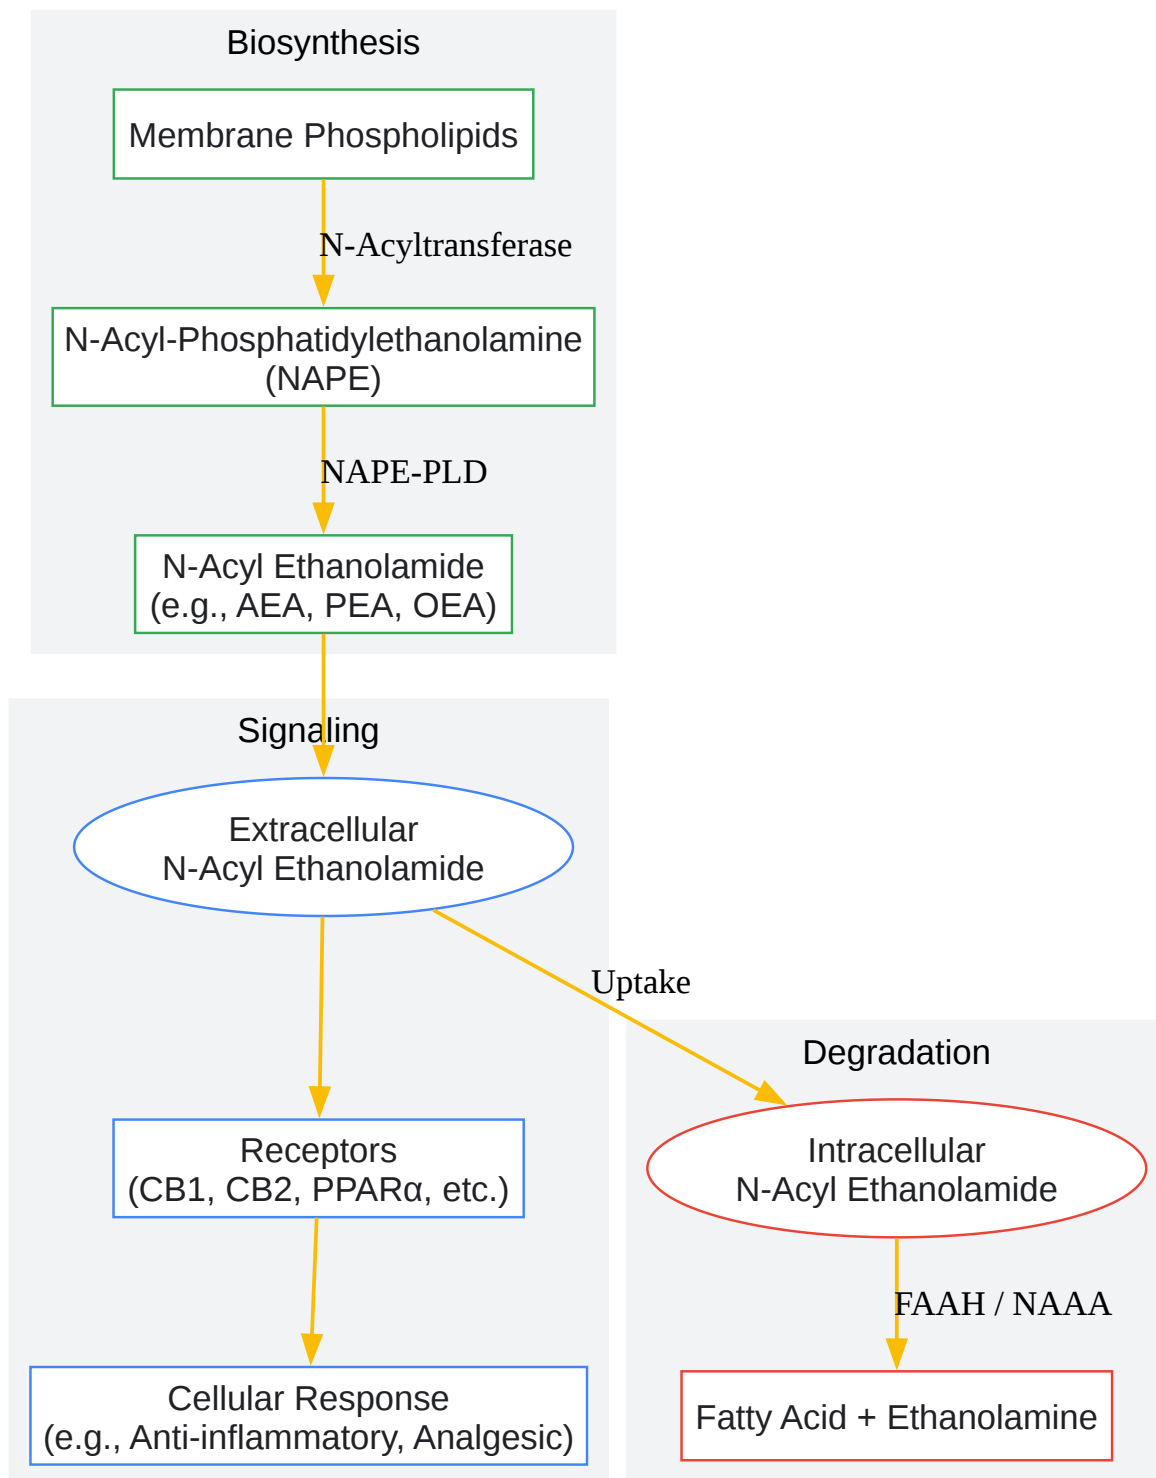 Biosynthesis
Membrane Phospholipids
N-Acyltransferase
N-Acyl-Phosphatidylethanolamine
(NAPE)
NAPE-PLD
N-Acyl Ethanolamide
(e.g., AEA, PEA, OEA)
Signaling
Extracellular
N-Acyl Ethanolamide
Uptake
Receptors
(CB1, CB2, PPARα, etc.)
Cellular Response
(e.g., Anti-inflammatory, Analgesic)
Degradation
Intracellular
N-Acyl Ethanolamide
FAAH / NAAA
Fatty Acid + Ethanolamine